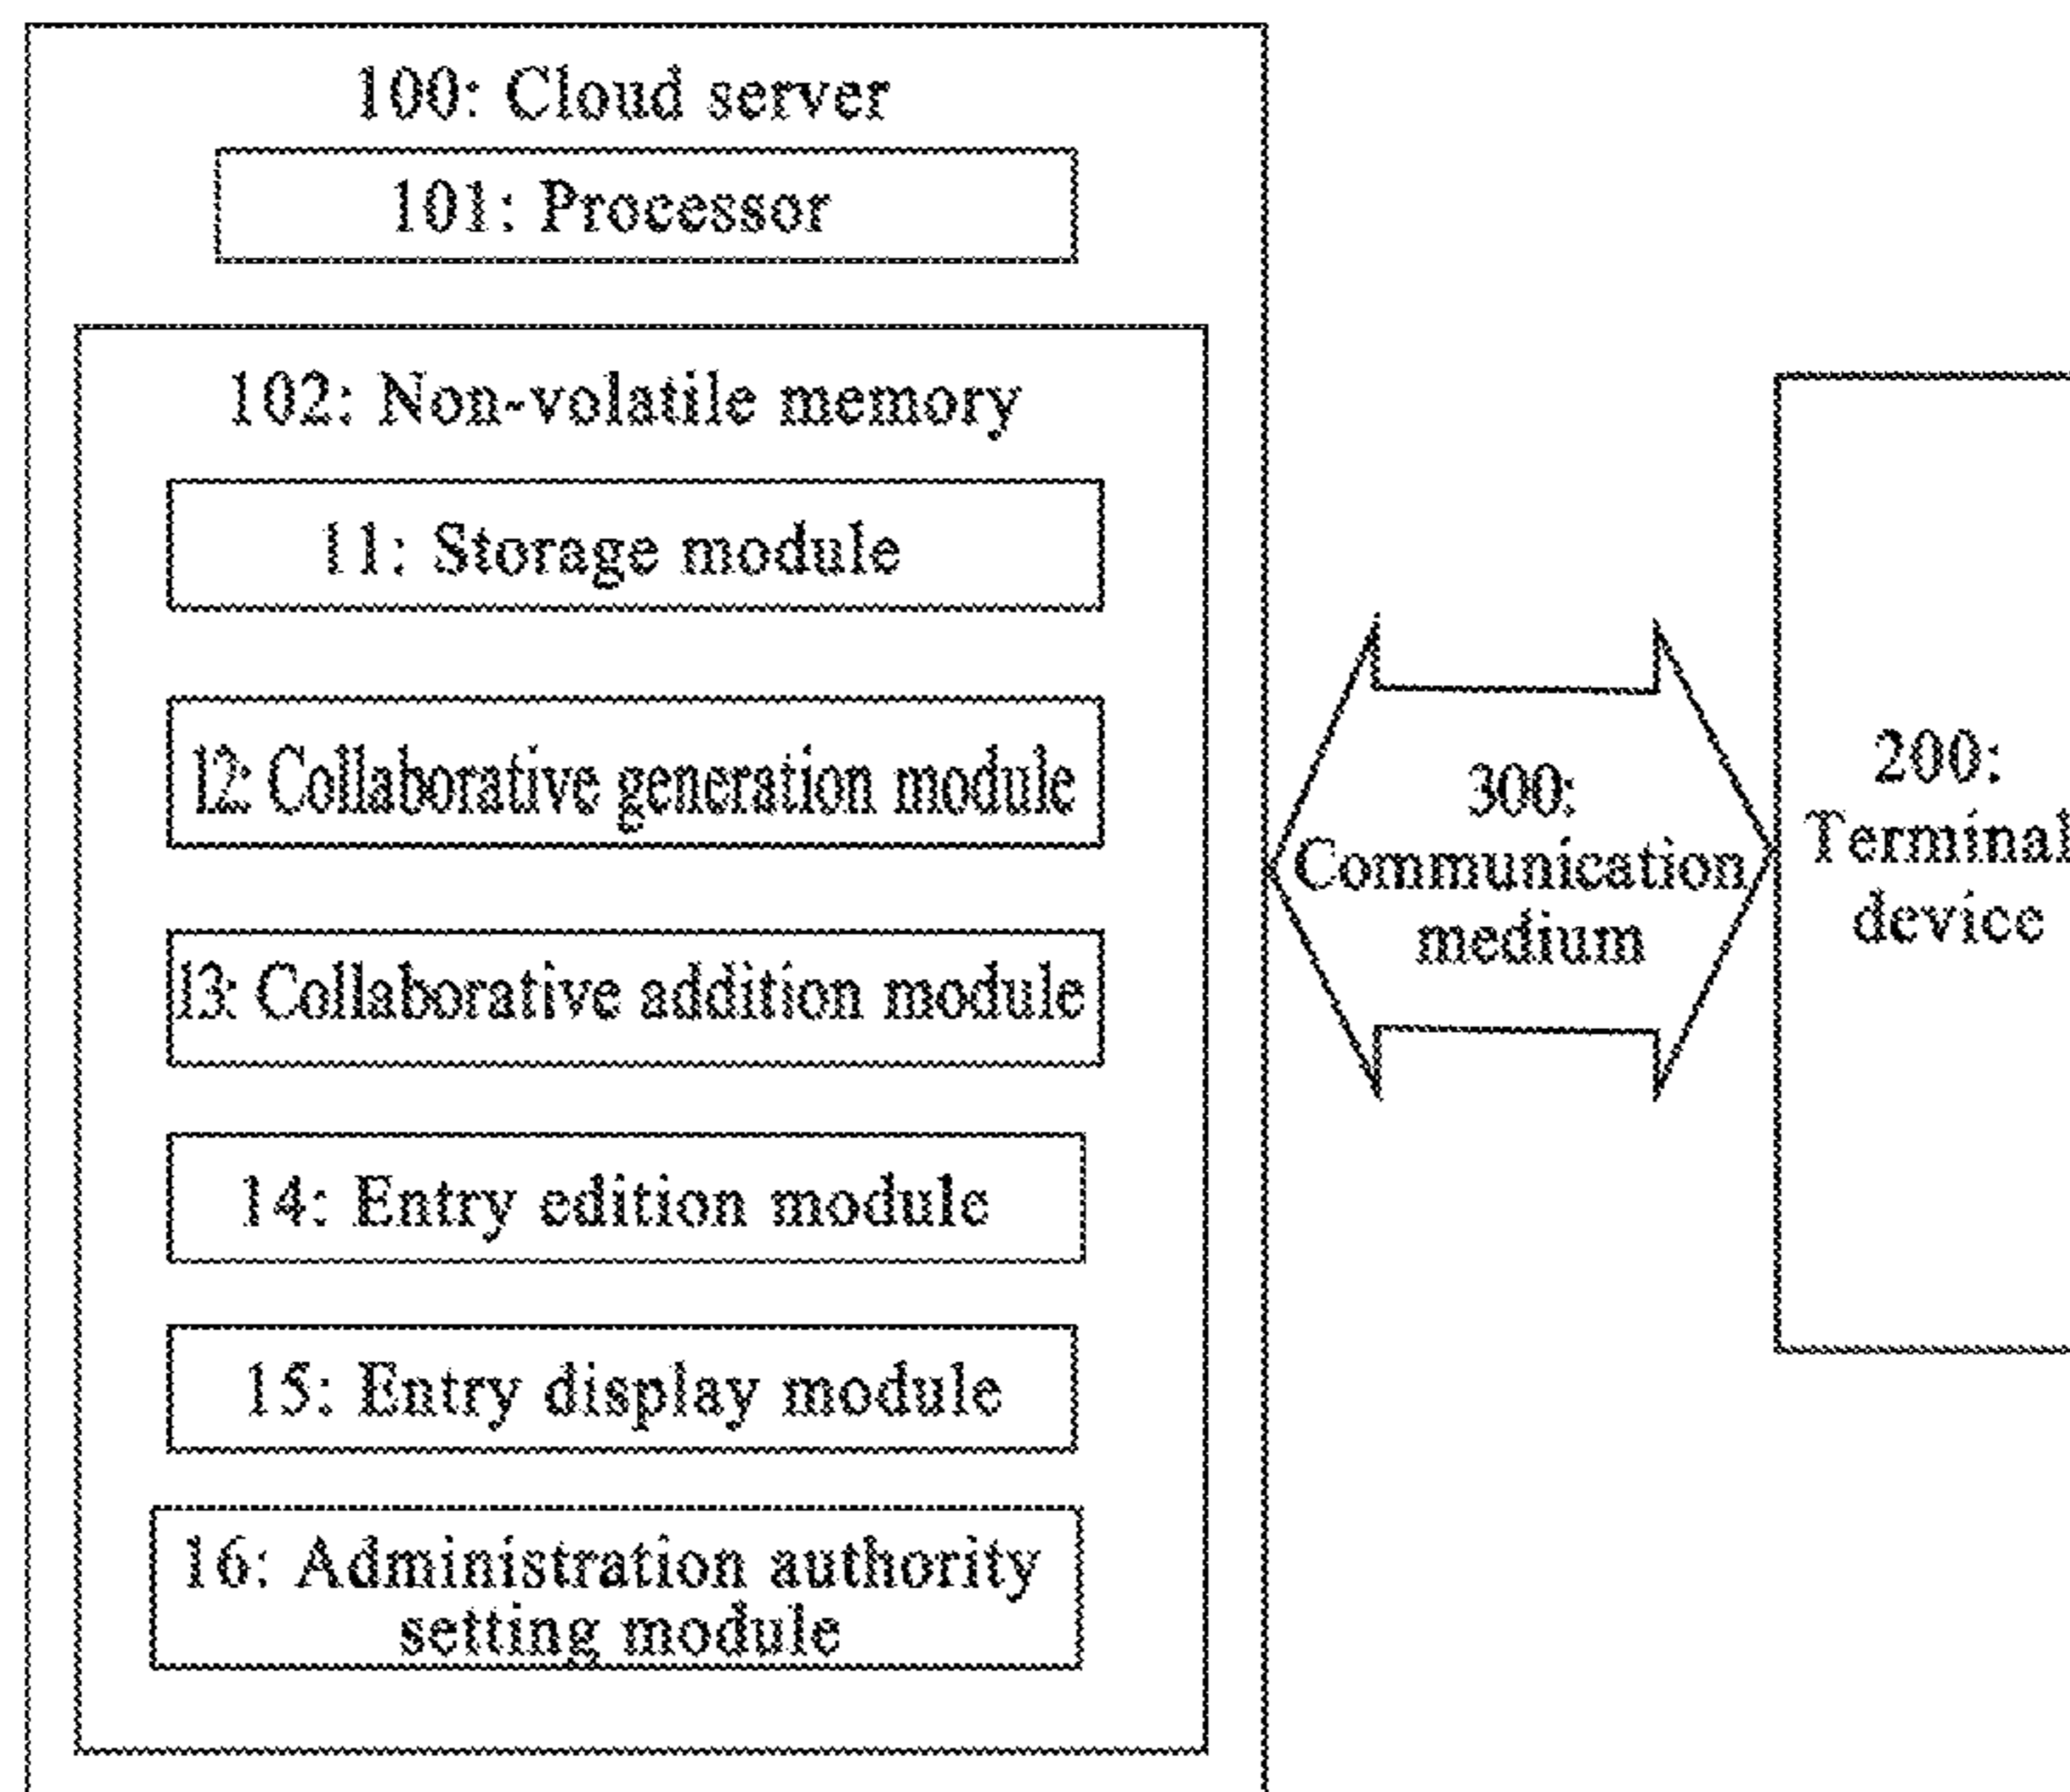 100: Cloud server
101: Processor
102: Non-volatile memory
11: Storage module
12: Collaborative generation module
13: Collaborative addition module
14: Entry edition module
15: Entry display module
16: Administration authority
setting module
300:
Communication
medium
200:
Terminal
device